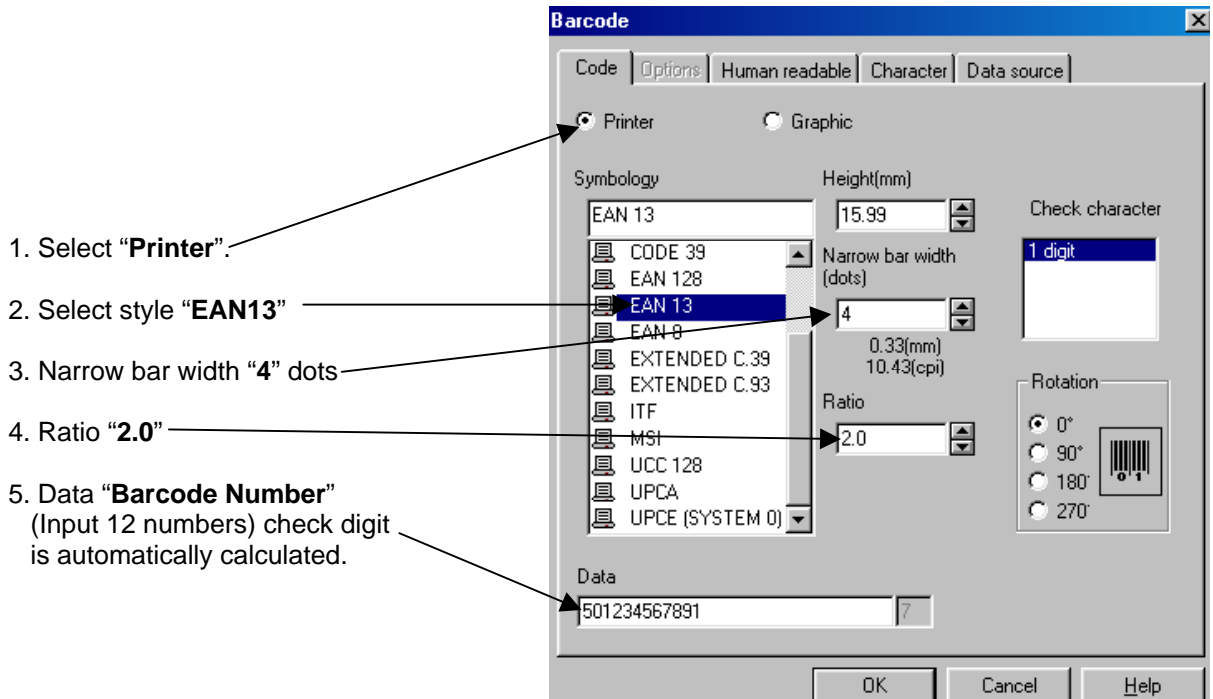 Barcode
Code Options Human readable Character Data source
Printer Graphic
Symbology
EAN 13
CODE 39
EAN 128
EAN 13
EAN 8
EXTENDED C.39
EXTENDED C.93
ITF
MSI
UCC 128
UPCA
UPCE (SYSTEM 0)
Height(mm)
15.99
Narrow bar width
(dots)
4
0.33(mm)
10.43(cpi)
Ratio
2.0
Check character
1 digit
Rotation
0°
90°
180°
270°
0 1
Data
501234567891 7
OK Cancel Help
1. Select “Printer”.
2. Select style “EAN13”
3. Narrow bar width “4” dots
4. Ratio “2.0”
5. Data “Barcode Number”
(Input 12 numbers) check digit
is automatically calculated.